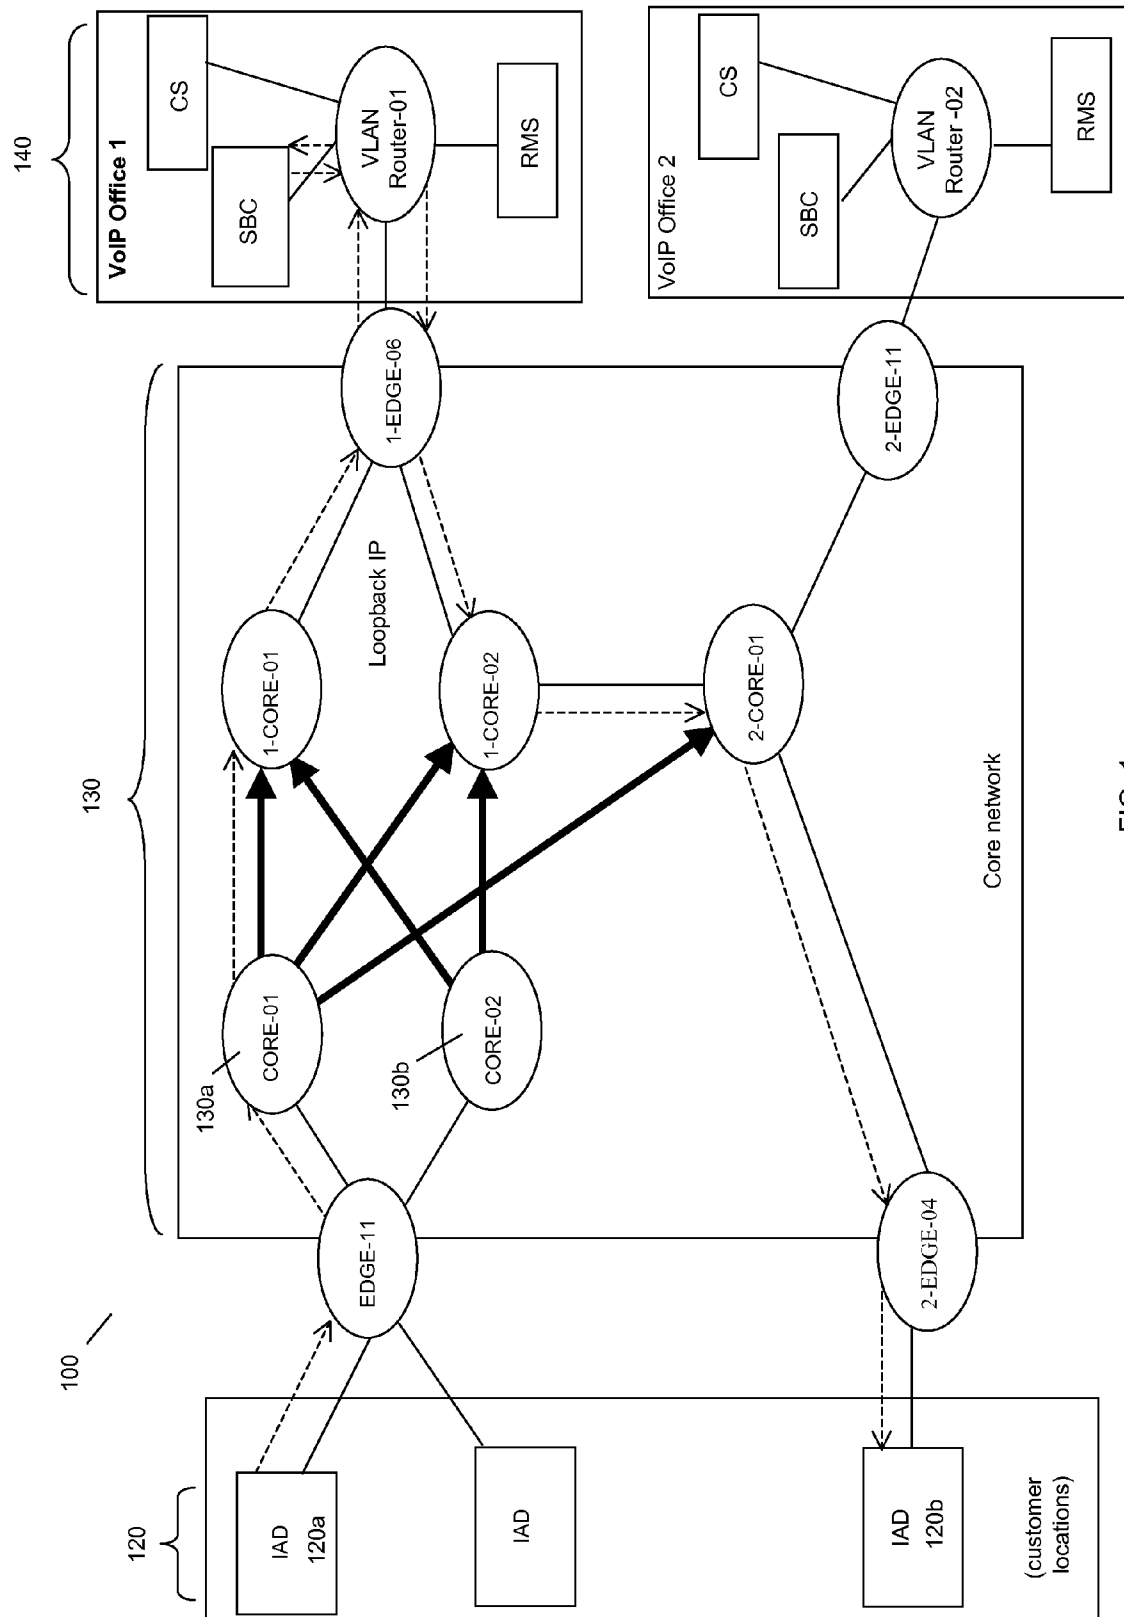 140
VoIP Office 1
CS
SBC
VLAN
Router-01
RMS
VoIP Office 2
CS
SBC
VLAN
Router -02
RMS
130
1-EDGE-06
2-EDGE-11
1-CORE-01
Loopback IP
1-CORE-02
2-CORE-01
130a
CORE-01
130b
CORE-02
Core network
EDGE-11
2-EDGE-04
100
120
IAD
120a
IAD
IAD
120b
(customer
locations)